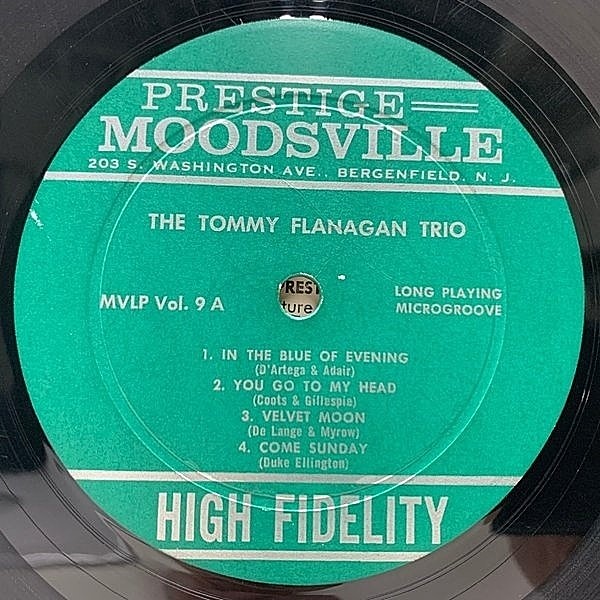 PRESTIGE
MOODSVILLE
203 S. WASHINGTON AVE., BERGENFIELD, N. J.
THE TOMMY FLANAGAN TRIO
MVLP Vol. 9 A
LONG PLAYING
MICROGROOVE
REST
ture
1. IN THE BLUE OF EVENING
(D'Artega & Adair)
2. YOU GO TO MY HEAD
(Coots & Gillespie)
3. VELVET MOON
(De Lange & Myrow)
4. COME SUNDAY
(Duke Ellington)
HIGH FIDELITY